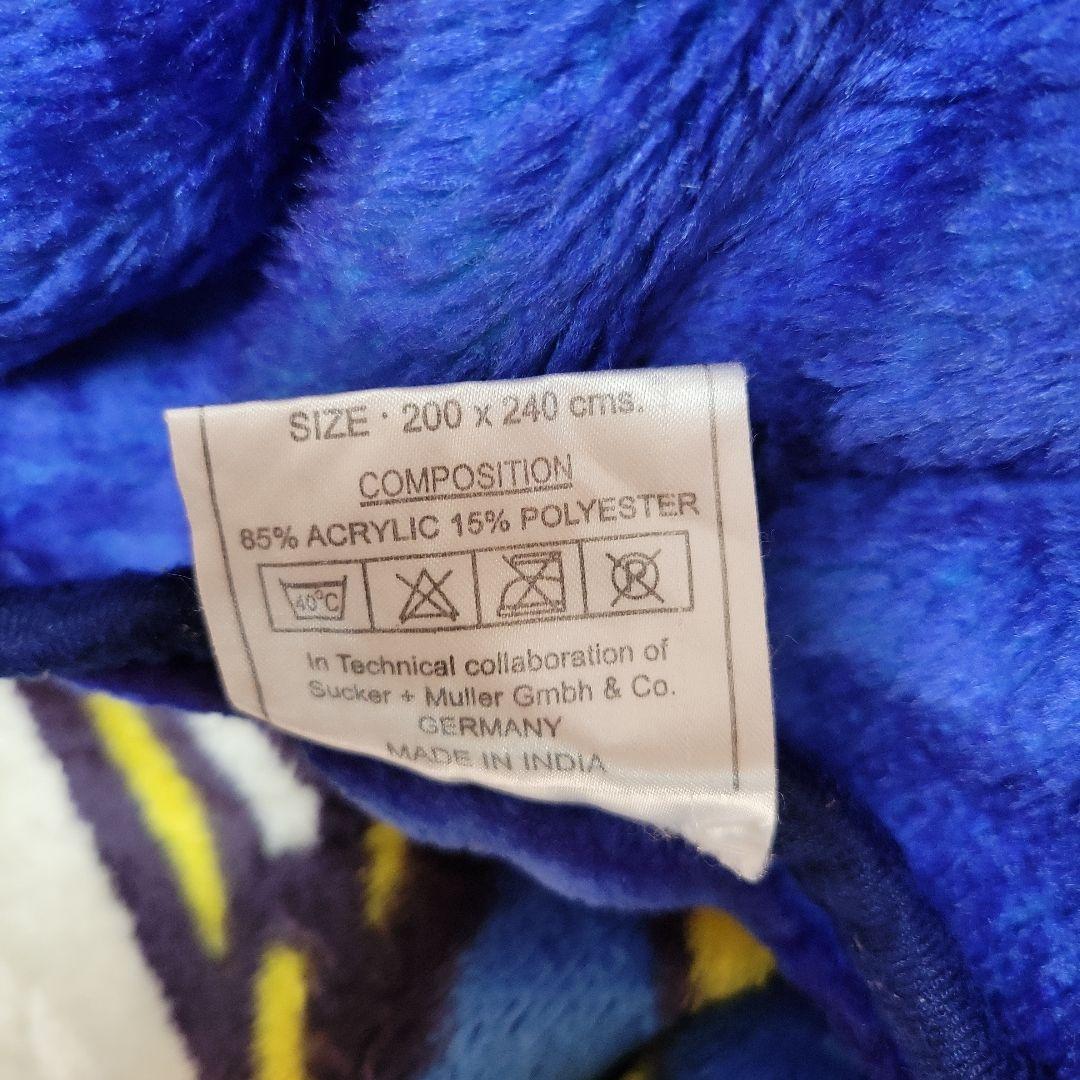 SIZE · 200 x 240 cms.
COMPOSITION
85% ACRYLIC 15% POLYESTER
40°C
R
In Technical collaboration of
Sucker + Muller Gmbh & Co.
GERMANY
MADE IN INDIA